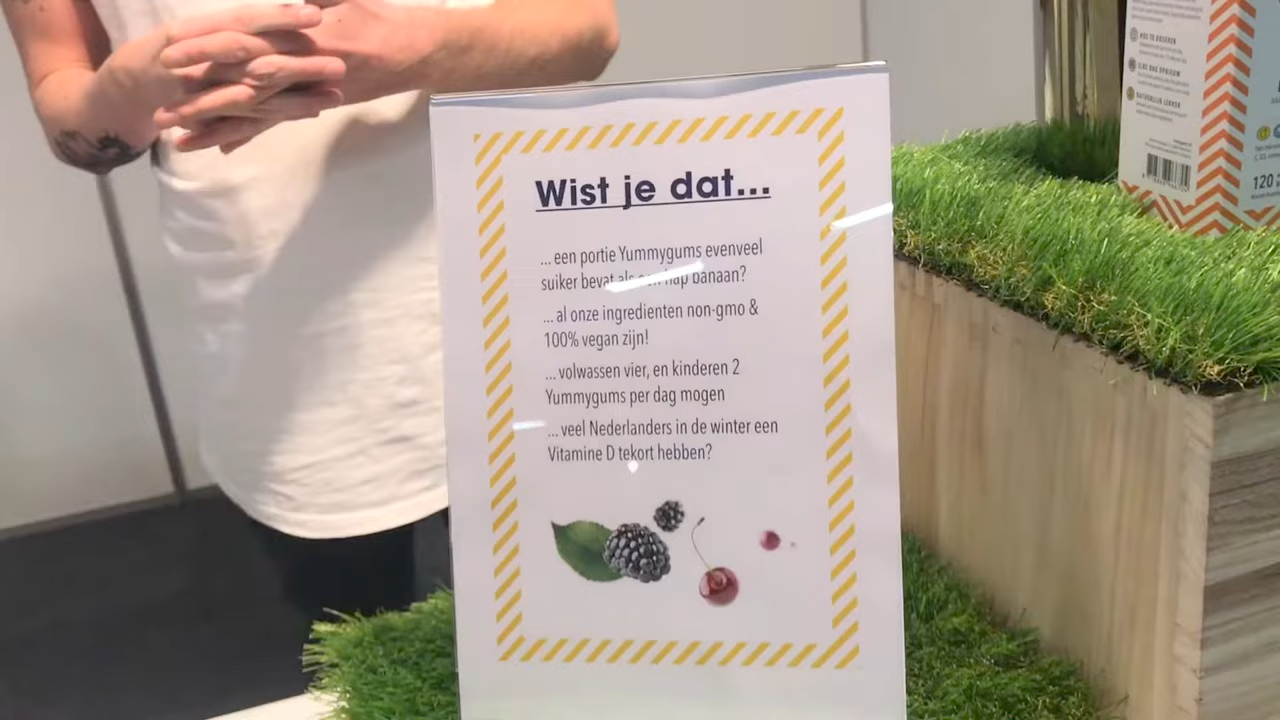 Wist je dat...
... een portie Yummygums evenveel
suiker bevat als een hap banaan?
... al onze ingredienten non-gmo &
100% vegan zijn!
... volwassen vier, en kinderen 2
Yummygums per dag mogen
... veel Nederlanders in de winter een
Vitamine D tekort hebben?
120